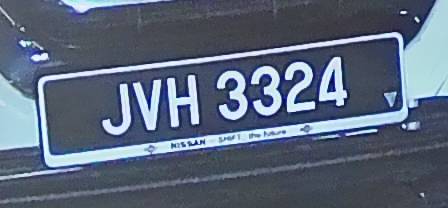 JVH 3324
NISSAN SHIFT_the future